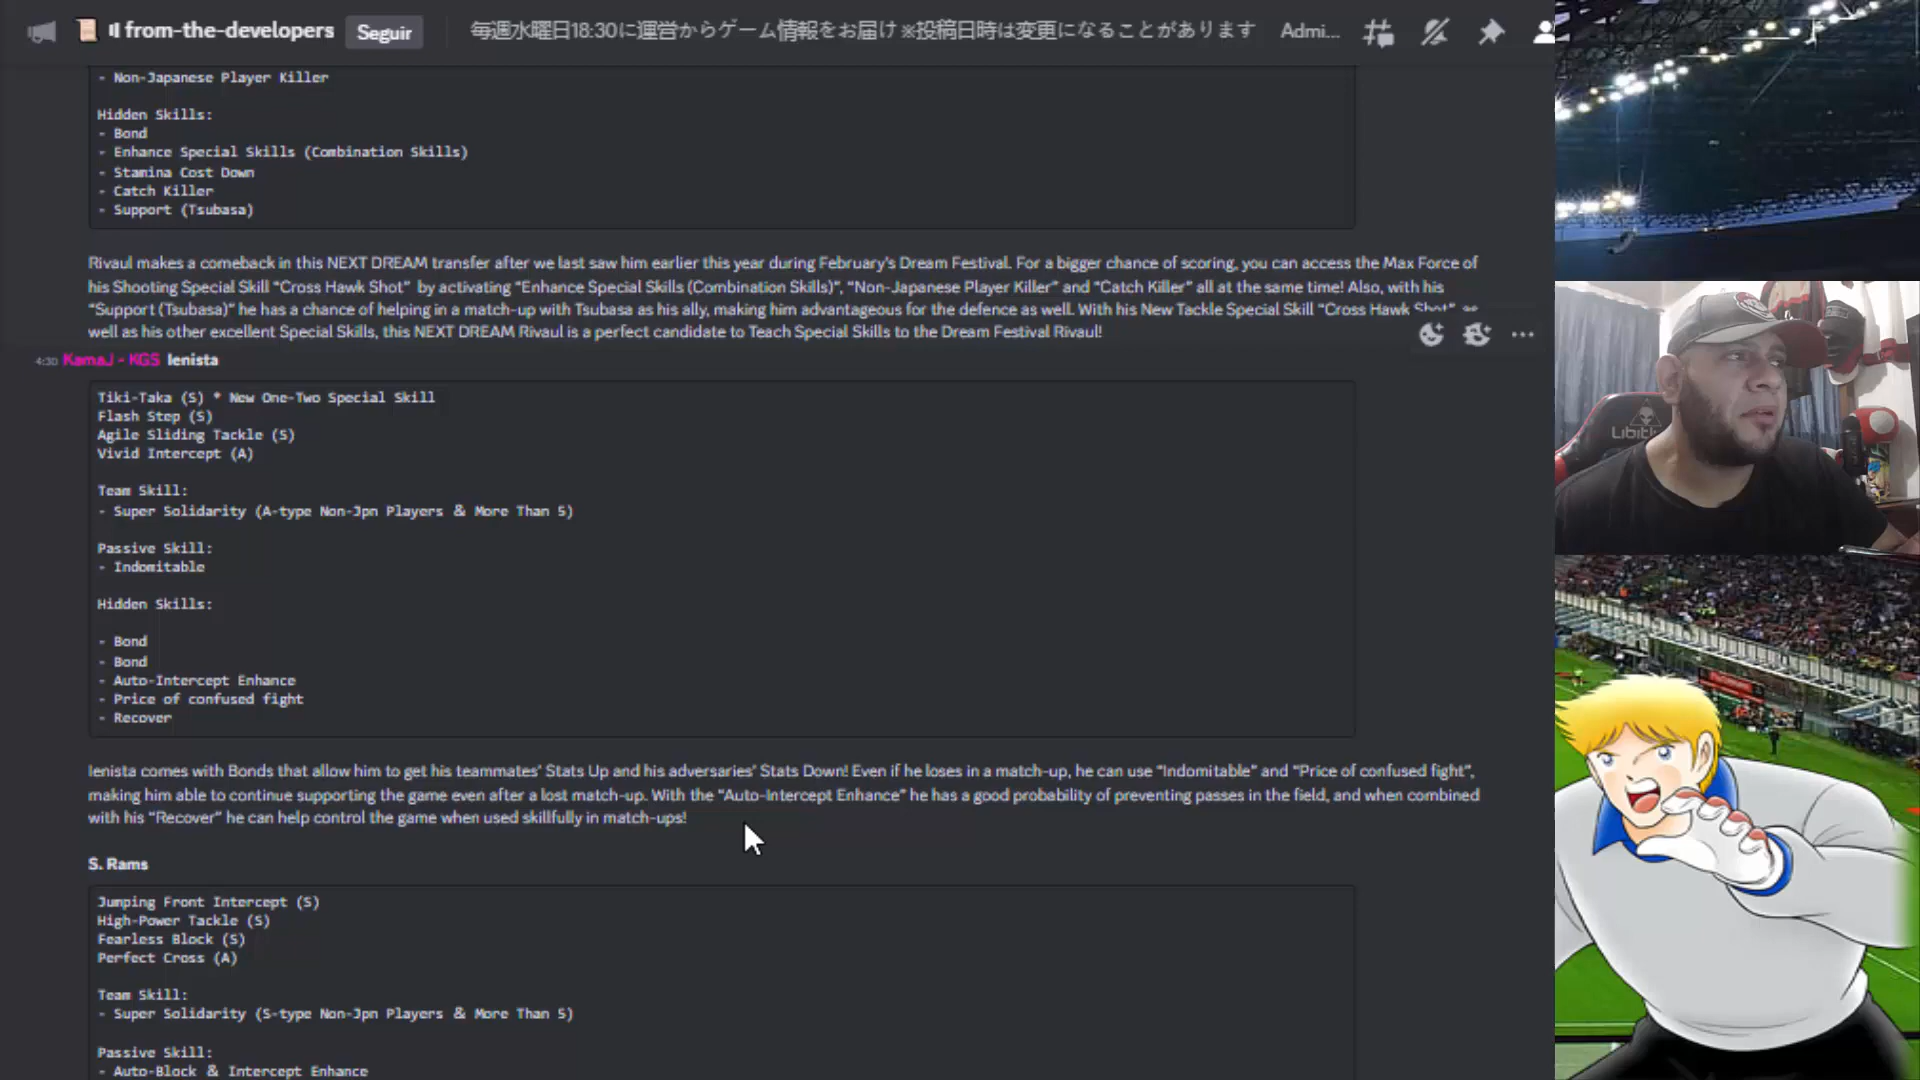 from-the-developers
Seguir
毎週水曜日18:30に運営からゲーム情報をお届け※投稿日時は変更になることがあります
Admi...
- Non-Japanese Player Killer
Hidden Skills:
- Bond
- Enhance Special Skills (Combination Skills)
- Stamina Cost Down
- Catch Killer
- Support (Tsubasa)
Rivaul makes a comeback in this NEXT DREAM transfer after we last saw him earlier this year during February's Dream Festival. For a bigger chance of scoring, you can access the Max Force of
his Shooting Special Skill "Cross Hawk Shot" by activating "Enhance Special Skills (Combination Skills)", "Non-Japanese Player Killer" and "Catch Killer" all at the same time! Also, with his
"Support (Tsubasa)" he has a chance of helping in a match-up with Tsubasa as his ally, making him advantageous for the defence as well. With his New Tackle Special Skill "Cross Hawk Shot" as
well as his other excellent Special Skills, this NEXT DREAM Rivaul is a perfect candidate to Teach Special Skills to the Dream Festival Rivaul!
4:30 KamaJ - KGS Ienista
Tiki-Taka (S) * New One-Two Special Skill
Flash Step (S)
Agile Sliding Tackle (S)
Vivid Intercept (A)
Team Skill:
- Super Solidarity (A-type Non-Jpn Players & More Than 5)
Passive Skill:
- Indomitable
Hidden Skills:
- Bond
- Bond
- Auto-Intercept Enhance
- Price of confused fight
- Recover
Ienista comes with Bonds that allow him to get his teammates' Stats Up and his adversaries' Stats Down! Even if he loses in a match-up, he can use "Indomitable" and "Price of confused fight",
making him able to continue supporting the game even after a lost match-up. With the "Auto-Intercept Enhance" he has a good probability of preventing passes in the field, and when combined
with his "Recover" he can help control the game when used skillfully in match-ups!
S. Rams
Jumping Front Intercept (S)
High-Power Tackle (S)
Fearless Block (S)
Perfect Cross (A)
Team Skill:
- Super Solidarity (S-type Non-Jpn Players & More Than 5)
Passive Skill:
- Auto-Block & Intercept Enhance